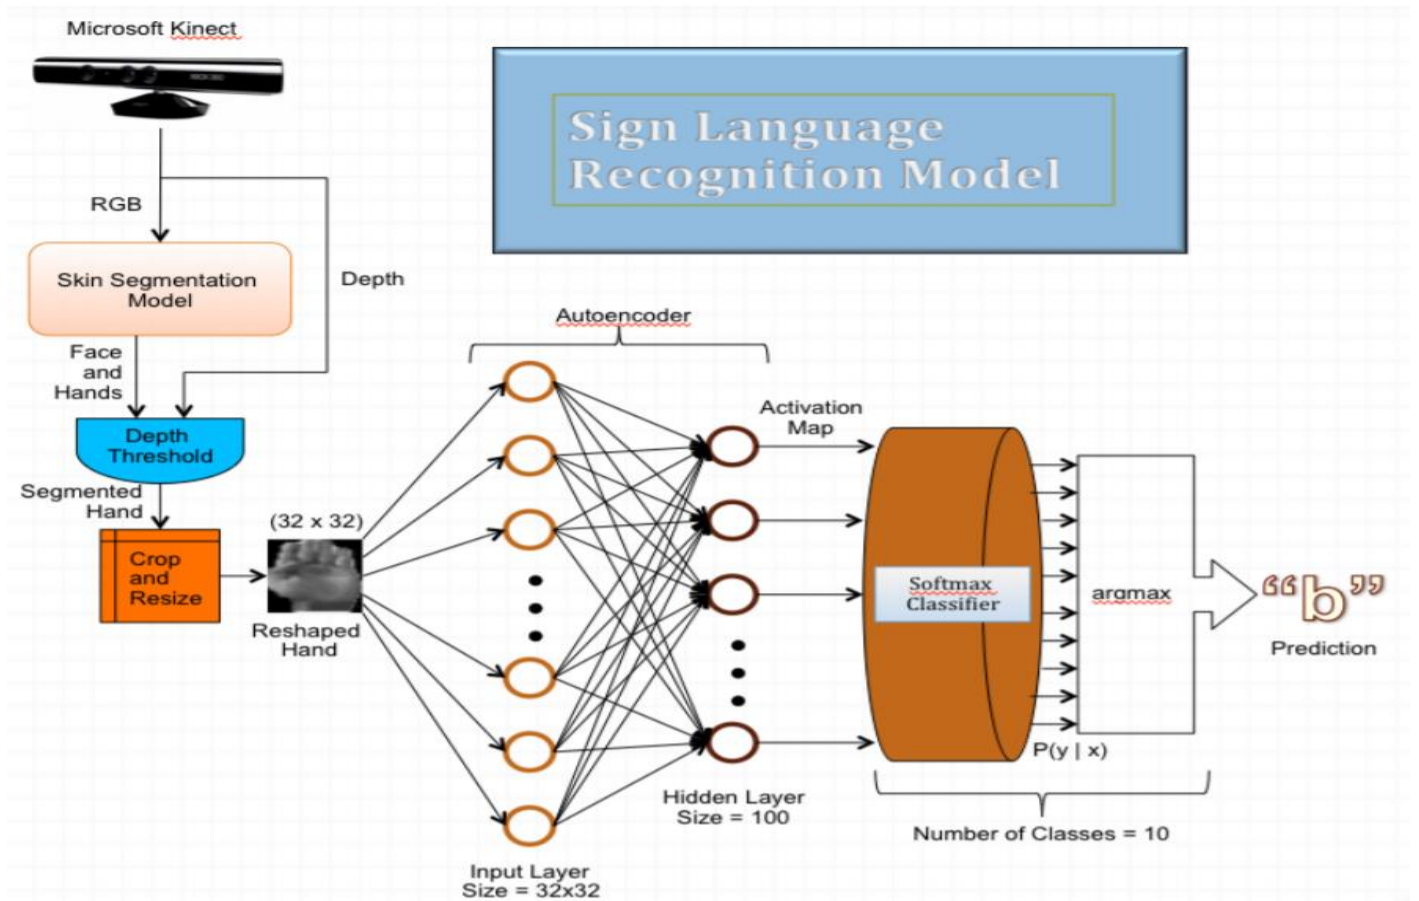 Microsoft Kinect
Sign Language
Recognition Model
RGB
Skin Segmentation
Model
Depth
Face
and
Hands
Depth
Threshold
Segmented
Hand
Crop
and
Resize
(32 x 32)
Reshaped
Hand
Autoencoder
Input Layer
Size = 32x32
Hidden Layer
Size = 100
Activation
Map
Softmax
Classifier
P(y | x)
argmax
Number of Classes = 10
“b”
Prediction